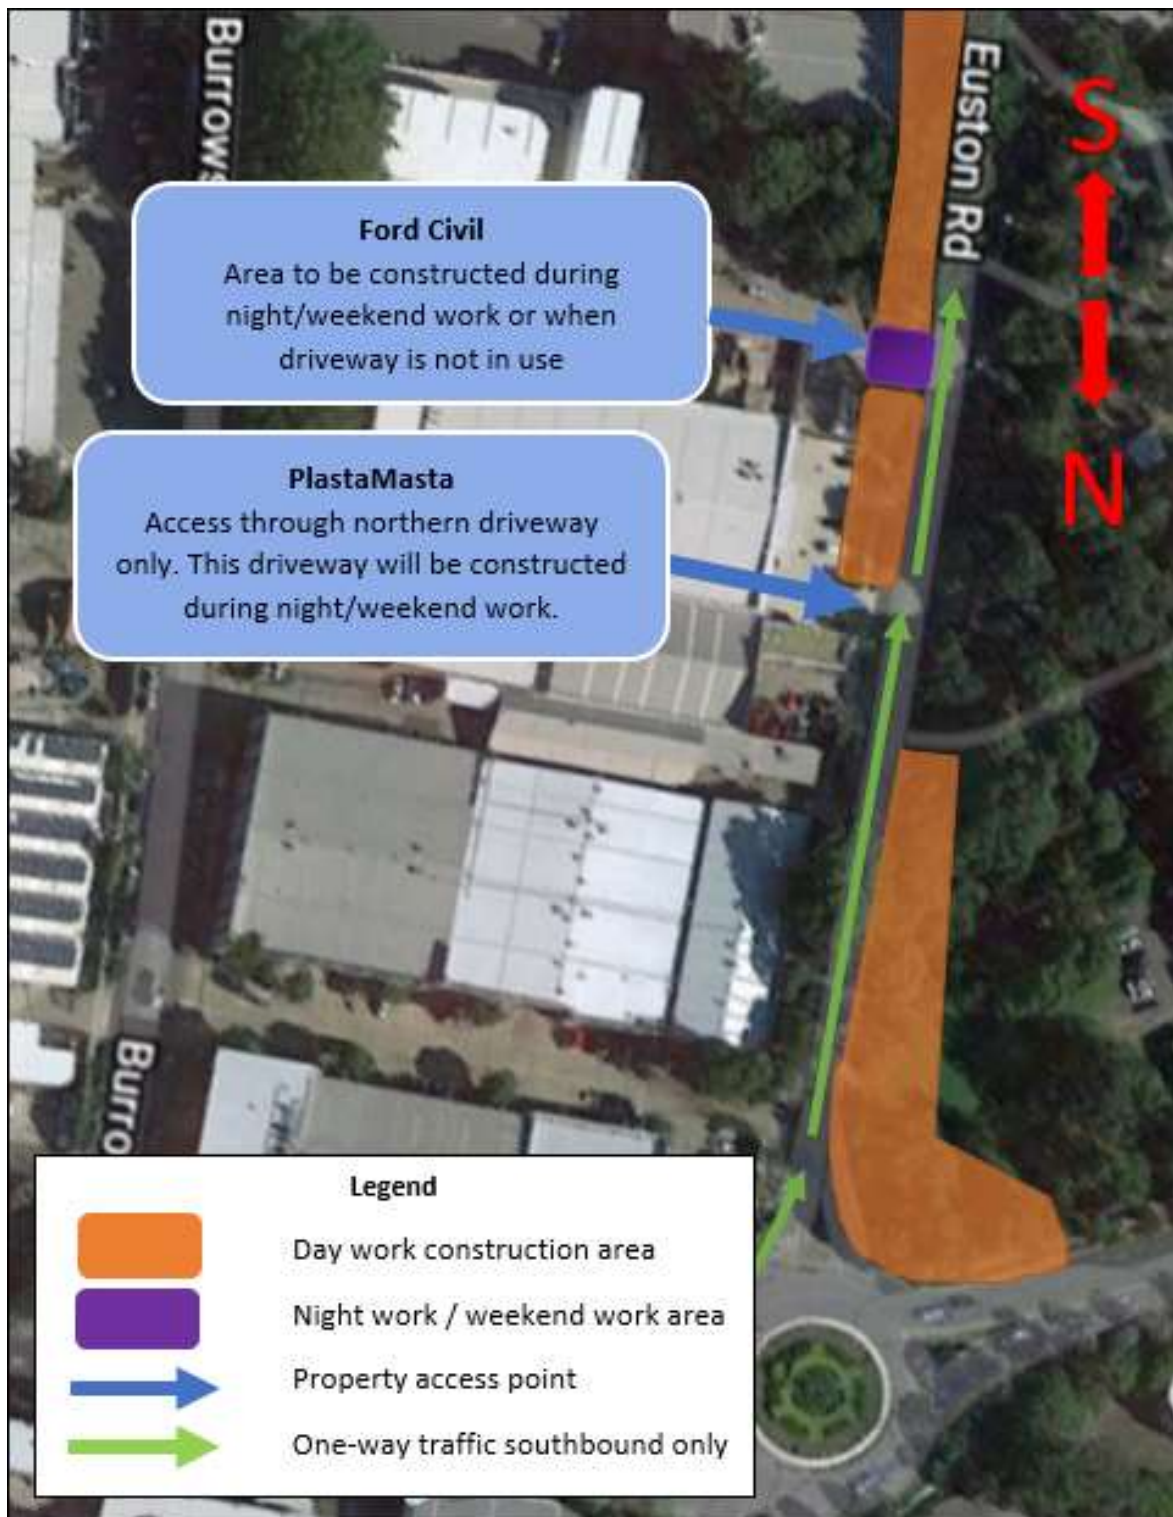 Burrows
Euston Rd
S
N
Ford Civil
Area to be constructed during
night/weekend work or when
driveway is not in use
PlastaMasta
Access through northern driveway
only. This driveway will be constructed
during night/weekend work.
Burro
Legend
Day work construction area
Night work / weekend work area
Property access point
One-way traffic southbound only